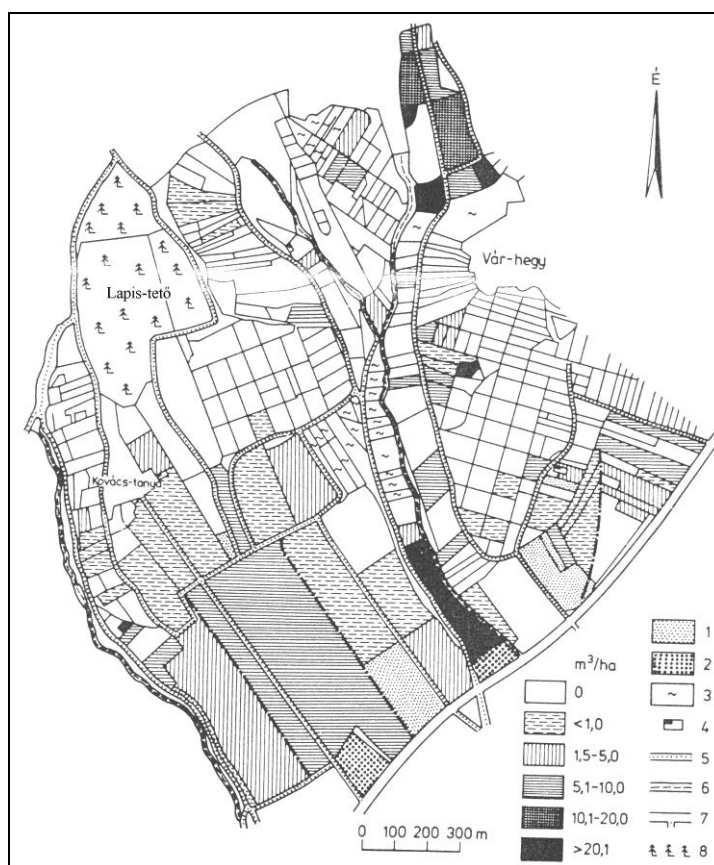 É
Vár-hegy
Lapis-tető
Kovács-tanya
m³/ha
0
<1,0
1,5-5,0
5,1-10,0
10,1-20,0
>20,1
1
2
3
4
5
6
7
8
0 100 200 300 m